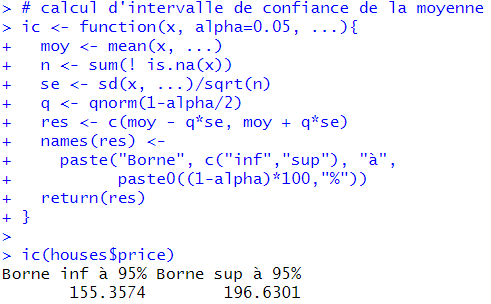 > # calcul d'intervalle de confiance de la moyenne
> ic <- function(x, alpha=0.05, ...){
+   moy <- mean(x, ...)
+   n <- sum(! is.na(x))
+   se <- sd(x, ...)/sqrt(n)
+   q <- qnorm(1-alpha/2)
+   res <- c(moy - q*se, moy + q*se)
+   names(res) <-
+     paste("Borne", c("inf","sup"), "à",
+           paste0((1-alpha)*100,"%"))
+   return(res)
+ }
>
> ic(houses$price)
Borne inf à 95% Borne sup à 95%
       155.3574        196.6301